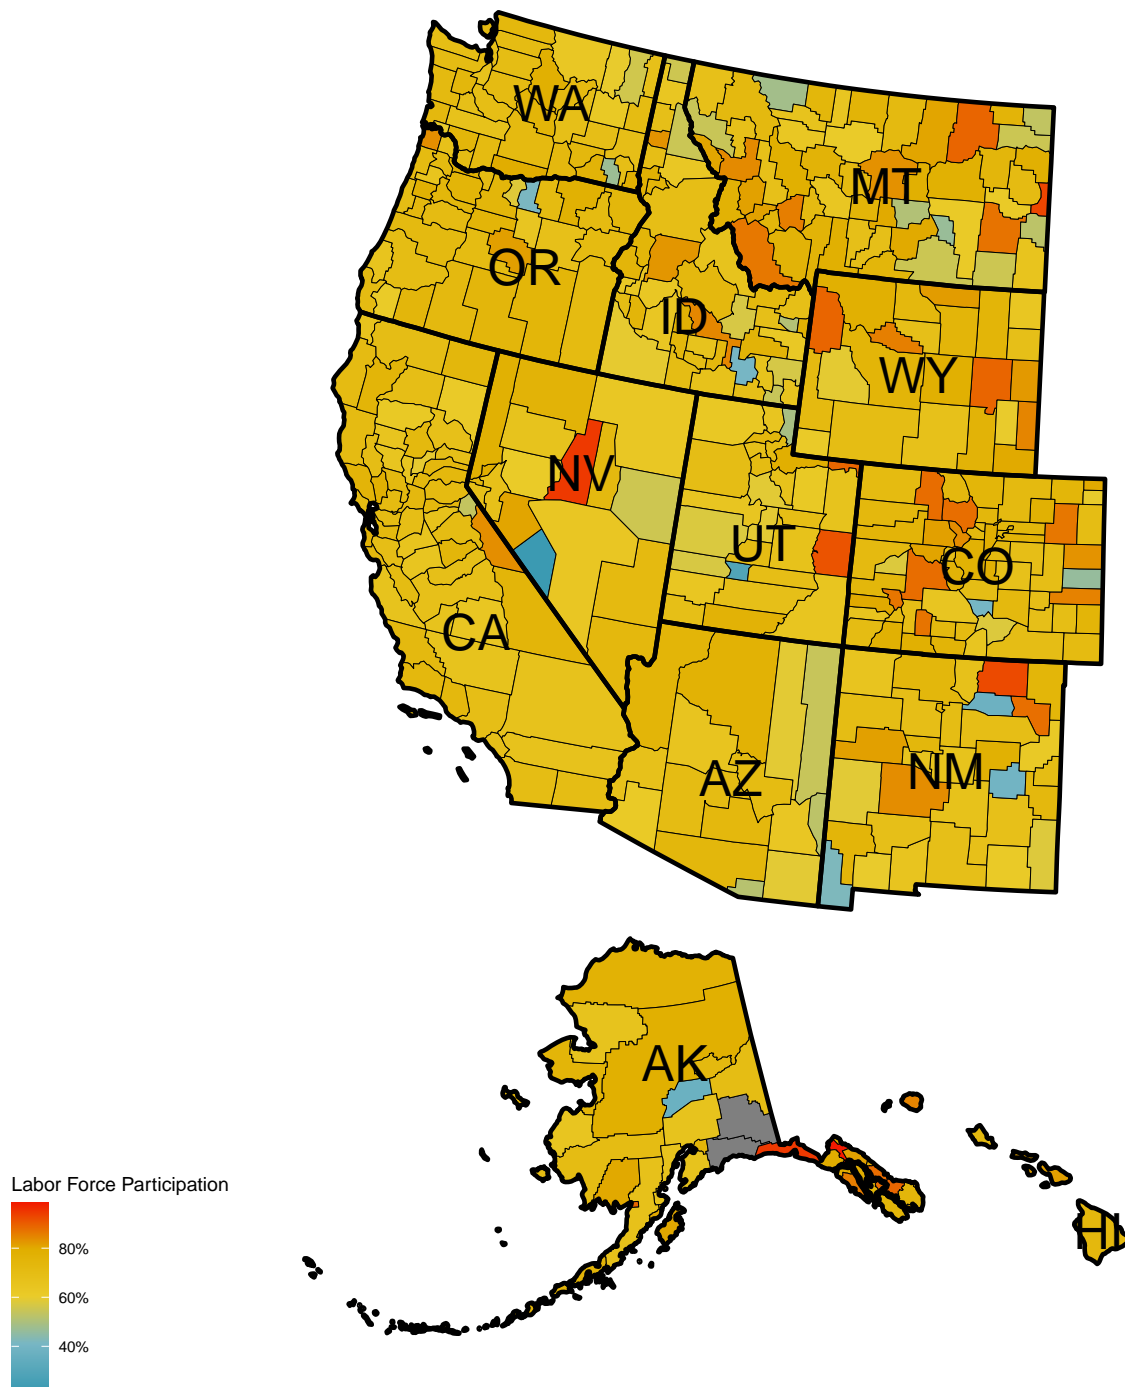 WA
MT
OR
ID
WY
NV
UT
CO
CA
AZ
NM
AK
HI
Labor Force Participation
80%
60%
40%